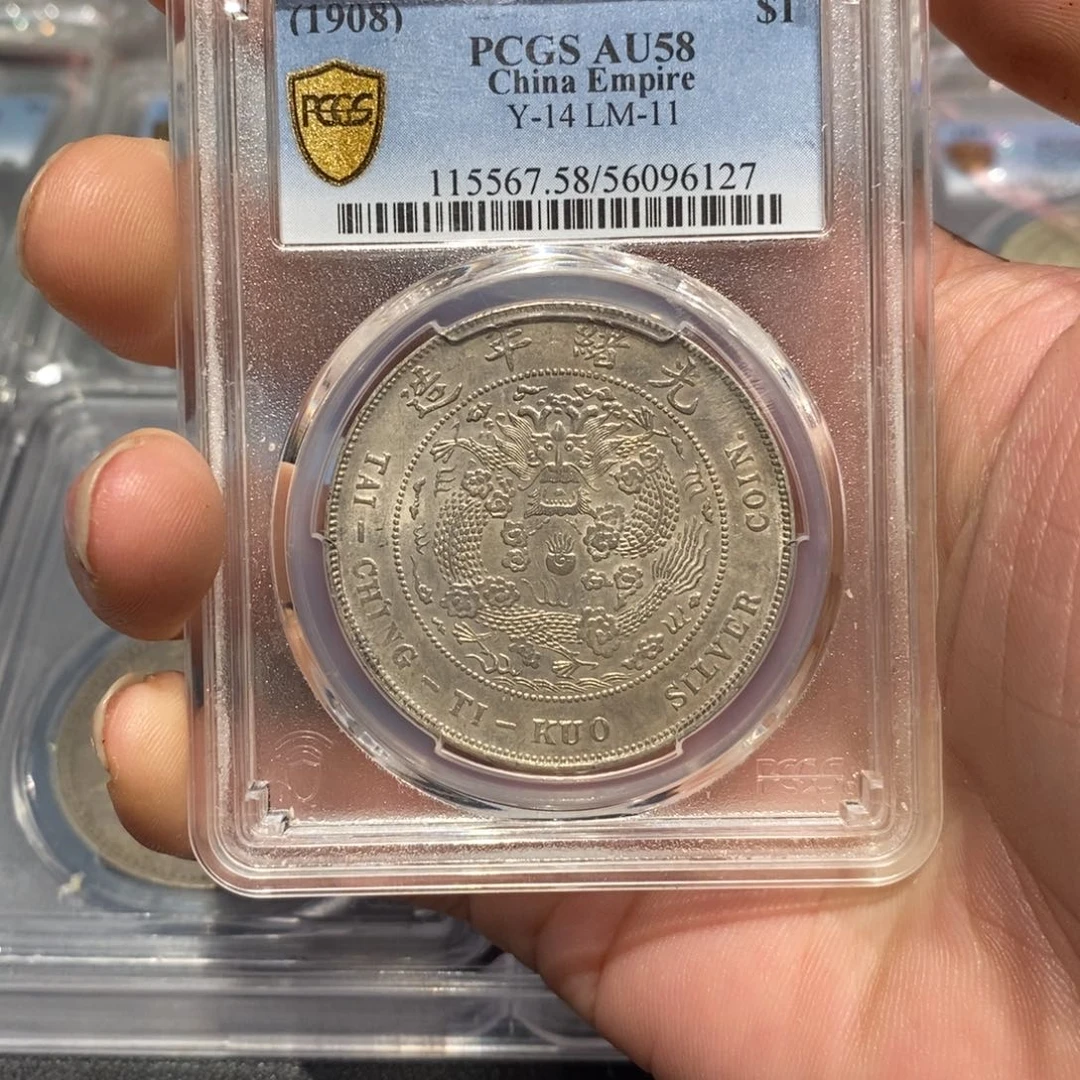 (1908) $1
PCGS AU58
China Empire
Y-14 LM-11
PCGS
115567.58/56096127
造年緒光
TAI-CHING-TI-KUO SILVER COIN.
PCGS